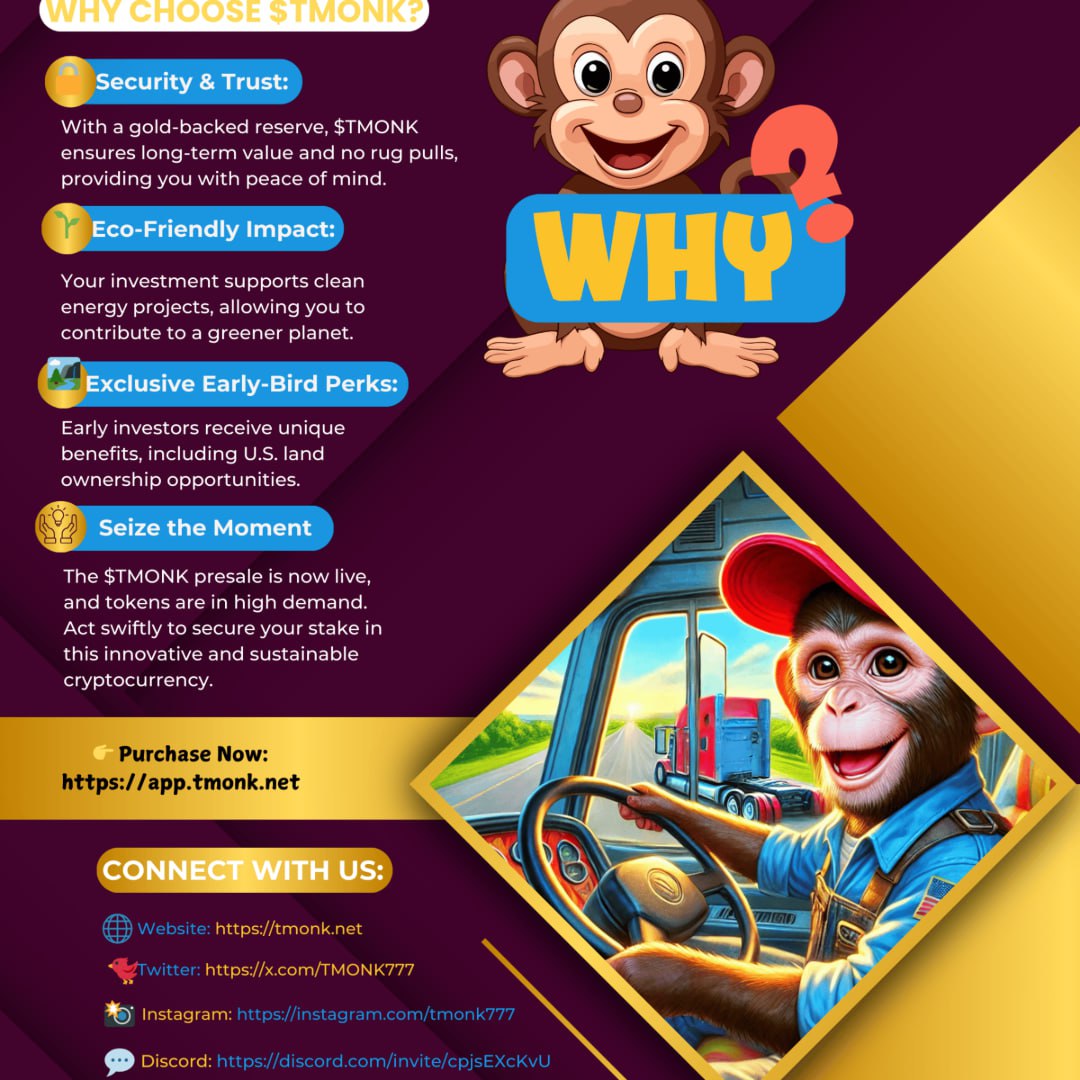 WHY CHOOSE $TMONK?
Security & Trust:
With a gold-backed reserve, $TMONK
ensures long-term value and no rug pulls,
providing you with peace of mind.
Eco-Friendly Impact:
Your investment supports clean
energy projects, allowing you to
contribute to a greener planet.
Exclusive Early-Bird Perks:
Early investors receive unique
benefits, including U.S. land
ownership opportunities.
Seize the Moment
The $TMONK presale is now live,
and tokens are in high demand.
Act swiftly to secure your stake in
this innovative and sustainable
cryptocurrency.
👉Purchase Now:
https://app.tmonk.net
CONNECT WITH US:
Website: https://tmonk.net
Twitter: https://x.com/TMONK777
Instagram: https://instagram.com/tmonk777
Discord: https://discord.com/invite/cpjsEXcKvU
WHY?